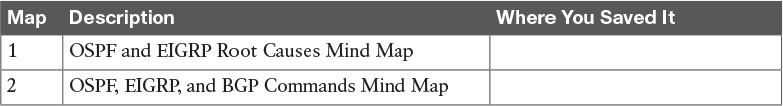 Map Description Where You Saved It
1 OSPF and EIGRP Root Causes Mind Map
2 OSPF, EIGRP, and BGP Commands Mind Map